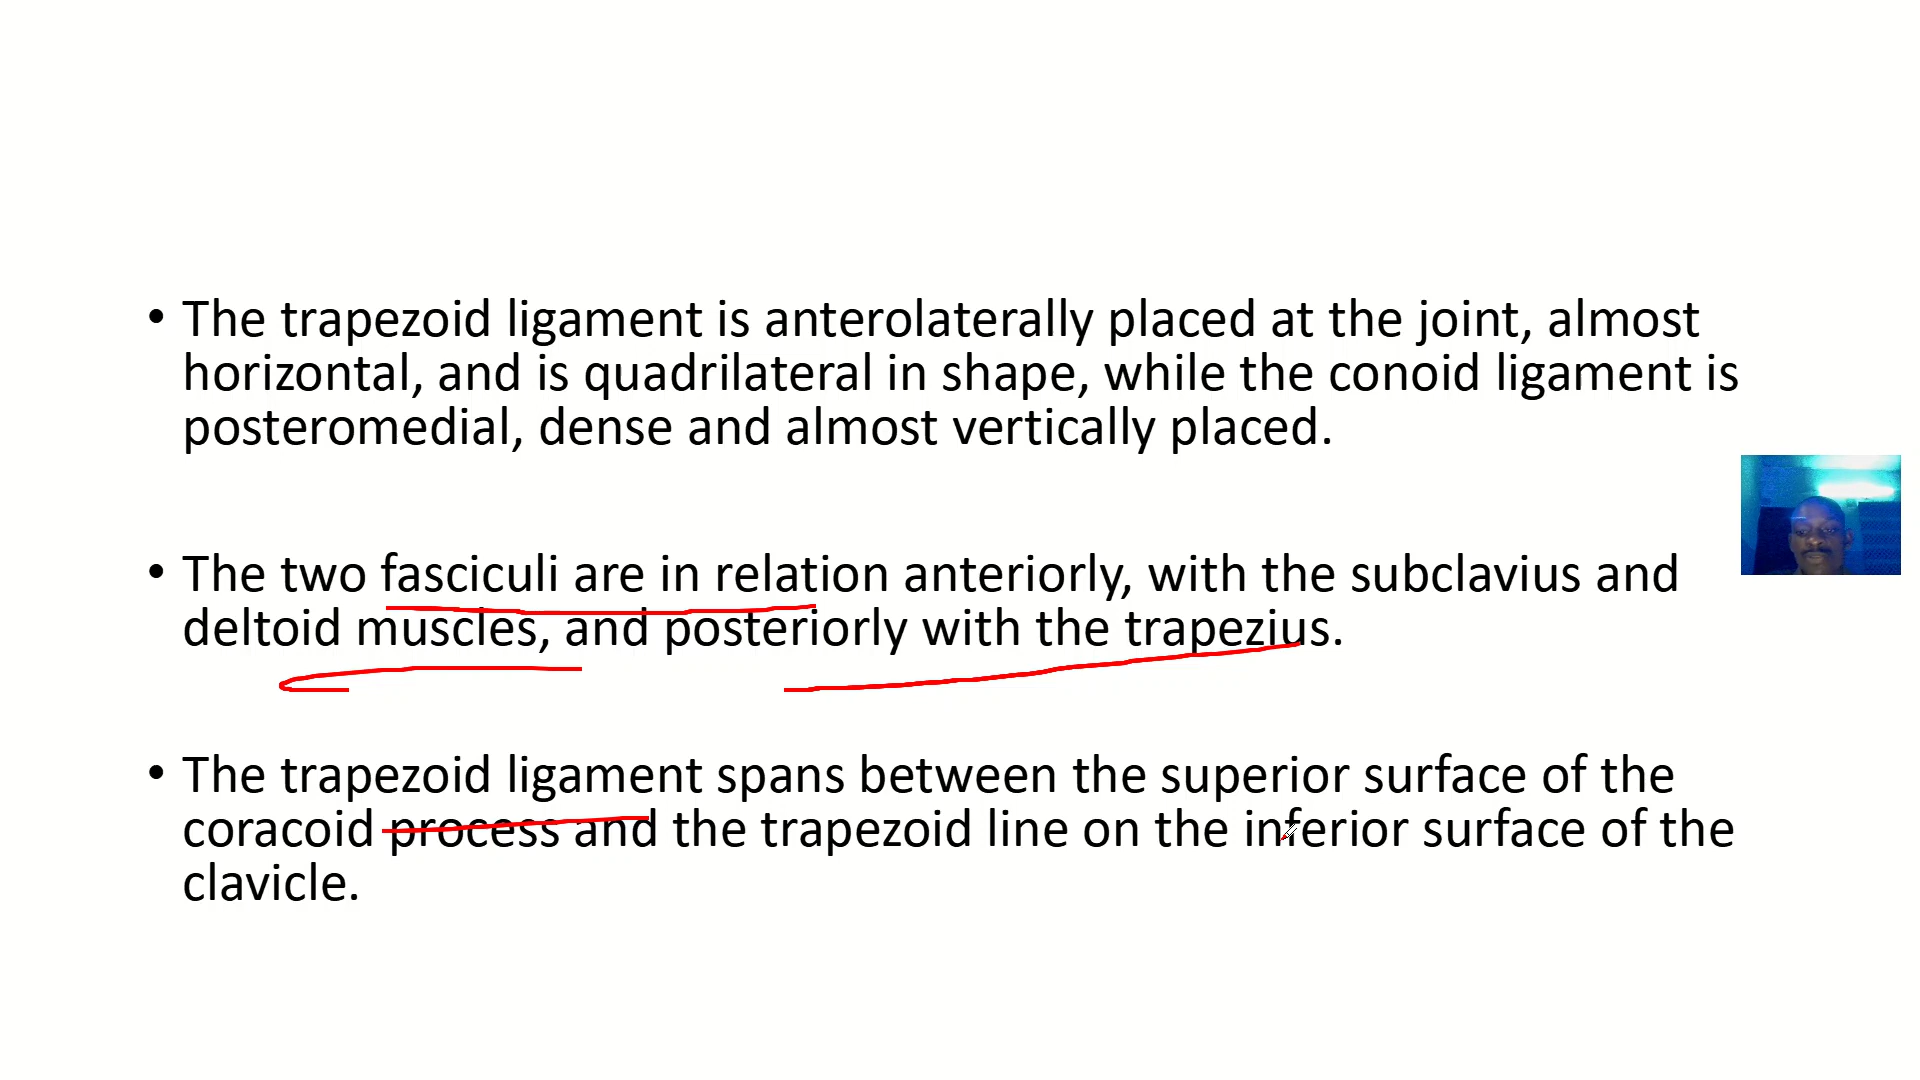 • The trapezoid ligament is anterolaterally placed at the joint, almost
horizontal, and is quadrilateral in shape, while the conoid ligament is
posteromedial, dense and almost vertically placed.
• The two fasciculi are in relation anteriorly, with the subclavius and
deltoid muscles, and posteriorly with the trapezius.
• The trapezoid ligament spans between the superior surface of the
coracoid process and the trapezoid line on the inferior surface of the
clavicle.